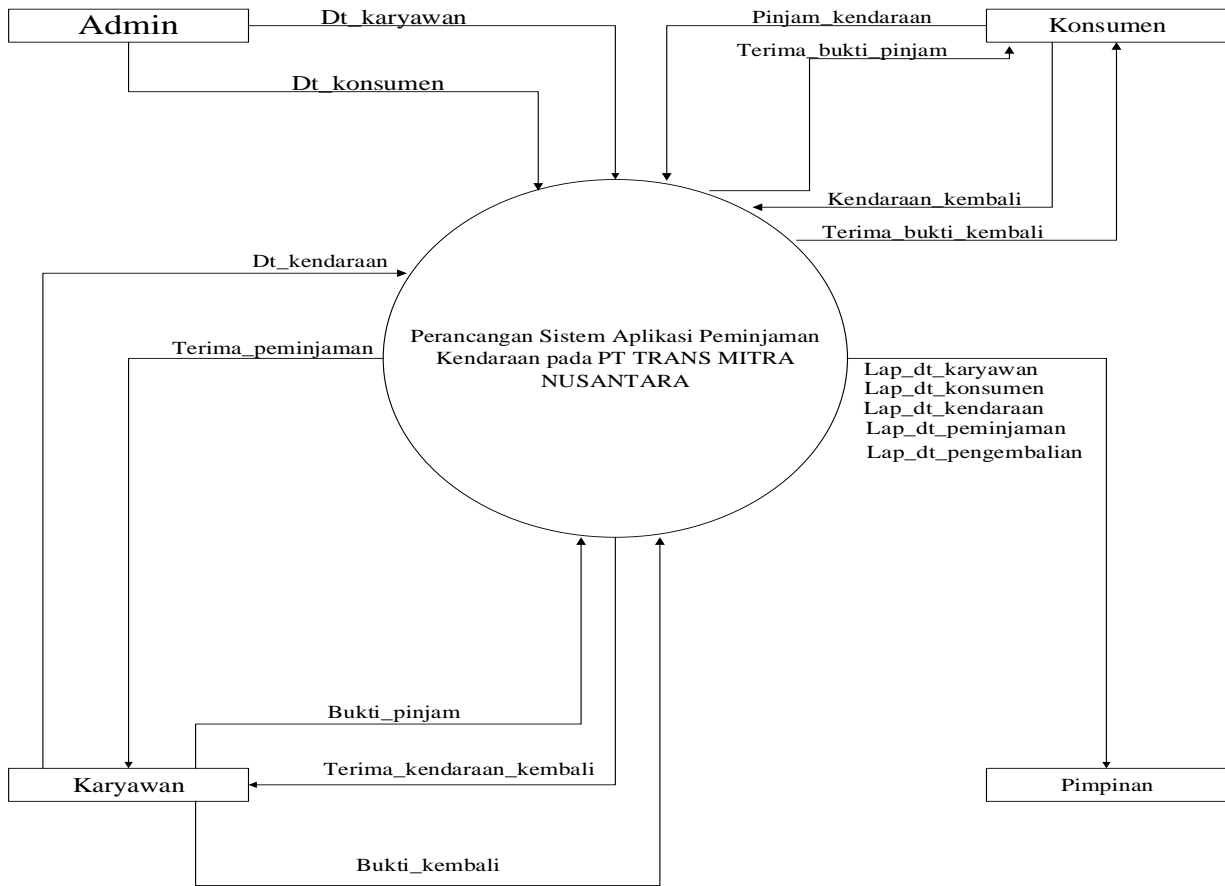 Admin
Dt_karyawan
Pinjam_kendaraan
Konsumen
Terima_bukti_pinjam
Dt_konsumen
Kendaraan_kembali
Terima_bukti_kembali
Dt_kendaraan
Terima_peminjaman
Perancangan Sistem Aplikasi Peminjaman
Kendaraan pada PT TRANS MITRA
NUSANTARA
Lap_dt_karyawan
Lap_dt_konsumen
Lap_dt_kendaraan
Lap_dt_peminjaman
Lap_dt_pengembalian
Bukti_pinjam
Terima_kendaraan_kembali
Karyawan
Pimpinan
Bukti_kembali